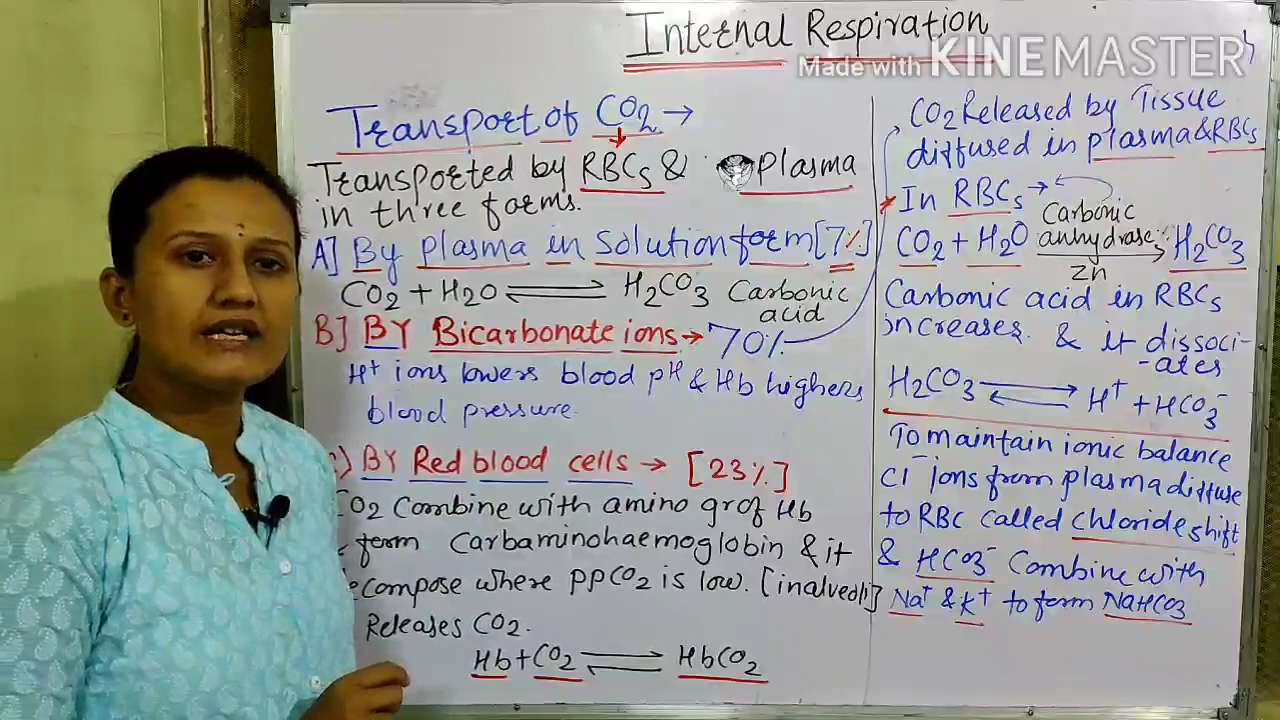 Internal Respiration
Made with KINEMASTER
Transport of CO2 →
Transported by RBCs & Plasma
in three forms.
A] By plasma in solution form [7%]
CO2 + H2O ⇌ H2CO3 Carbonic
acid
B] BY Bicarbonate ions → 70%
H+ ions lowers blood pH & Hb highers
blood pressure.
) BY Red blood cells → [23%]
CO2 Combine with amino gr of Hb
form Carbaminohaemoglobin & it
ecompose where ppCO2 is low. [in alveoli]
Releases CO2.
Hb + CO2 ⇌ HbCO2
CO2 Released by Tissue
diffused in plasma & RBCs
* In RBCs →
Carbonic
CO2 + H2O anhydrase → H2CO3
Zn
Carbonic acid in RBCs
increases. & it dissoci-
-ates
H2CO3 ⇌ H+ + HCO3-
To maintain ionic balance
Cl- ions from plasma diffuse
to RBC called chloride shift
& HCO3- Combine with
Na+ & K+ to form NaHCO3